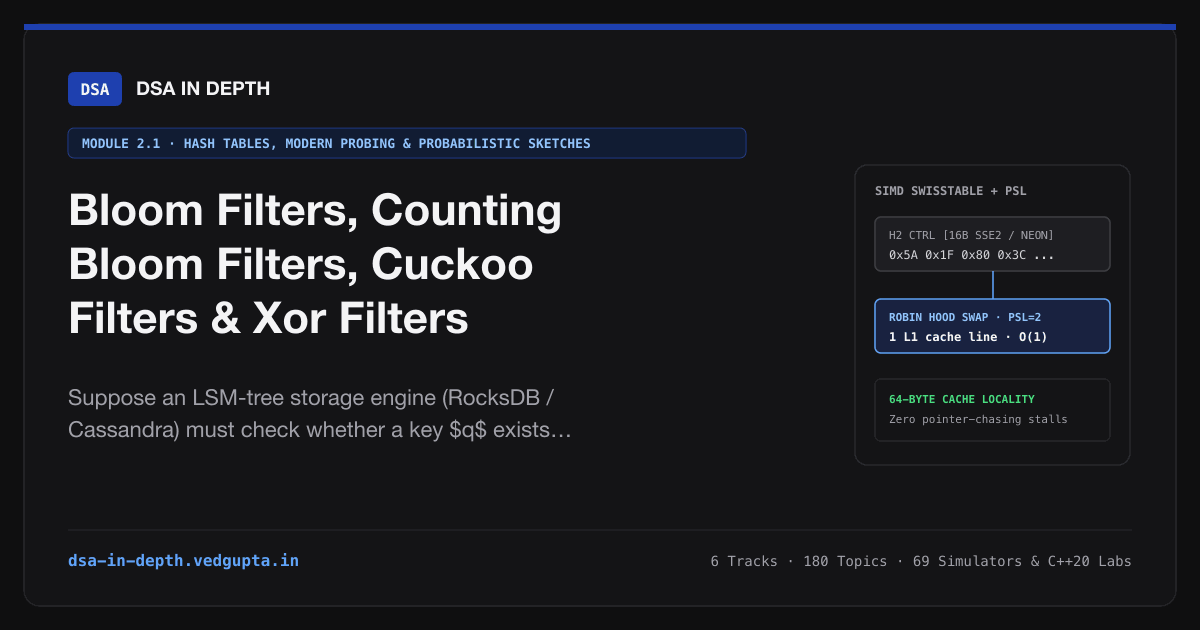 DSA
DSA IN DEPTH
MODULE 2.1 · HASH TABLES, MODERN PROBING & PROBABILISTIC SKETCHES
Bloom Filters, Counting
Bloom Filters, Cuckoo
Filters & Xor Filters
Suppose an LSM-tree storage engine (RocksDB /
Cassandra) must check whether a key $q$ exists…
SIMD SWISSTABLE + PSL
H2 CTRL [16B SSE2 / NEON]
0x5A 0x1F 0x80 0x3C ...
ROBIN HOOD SWAP · PSL=2
1 L1 cache line · O(1)
64-BYTE CACHE LOCALITY
Zero pointer-chasing stalls
dsa-in-depth.vedgupta.in
6 Tracks · 180 Topics · 69 Simulators & C++20 Labs